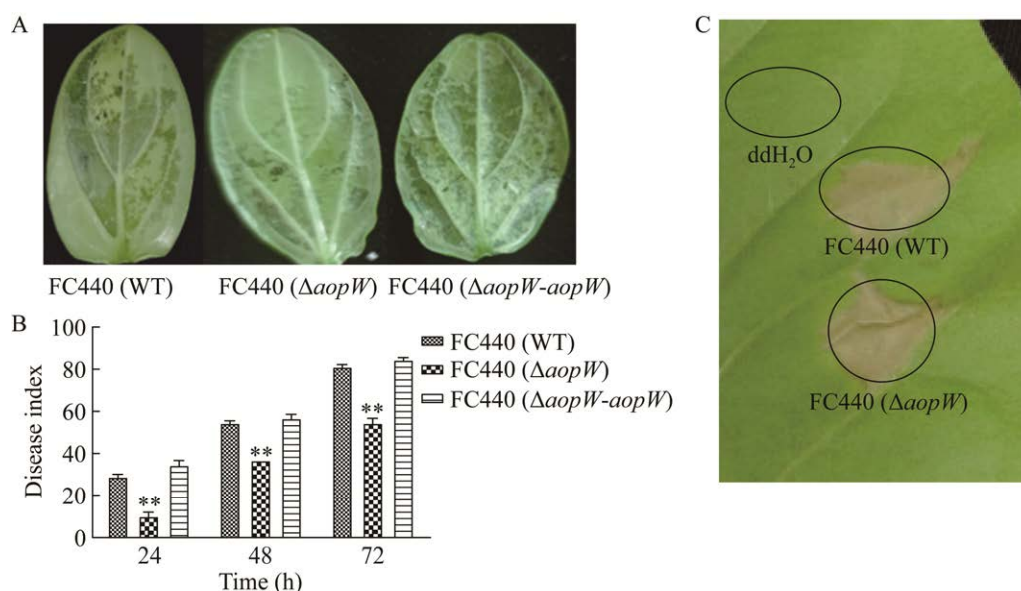 A
FC440 (WT)
FC440 (ΔaopW)
FC440 (ΔaopW-aopW)
B
100
80
60
40
20
0
Disease index
**
**
**
24
48
72
Time (h)
FC440 (WT)
FC440 (ΔaopW)
FC440 (ΔaopW-aopW)
C
ddH₂O
FC440 (WT)
FC440 (ΔaopW)